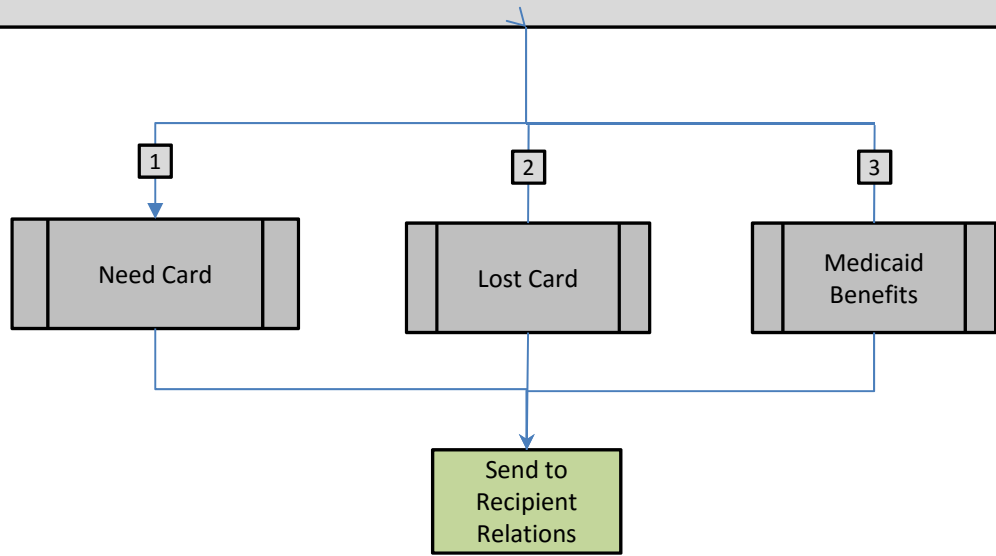 1
2
3
Need Card
Lost Card
Medicaid
Benefits
Send to
Recipient
Relations